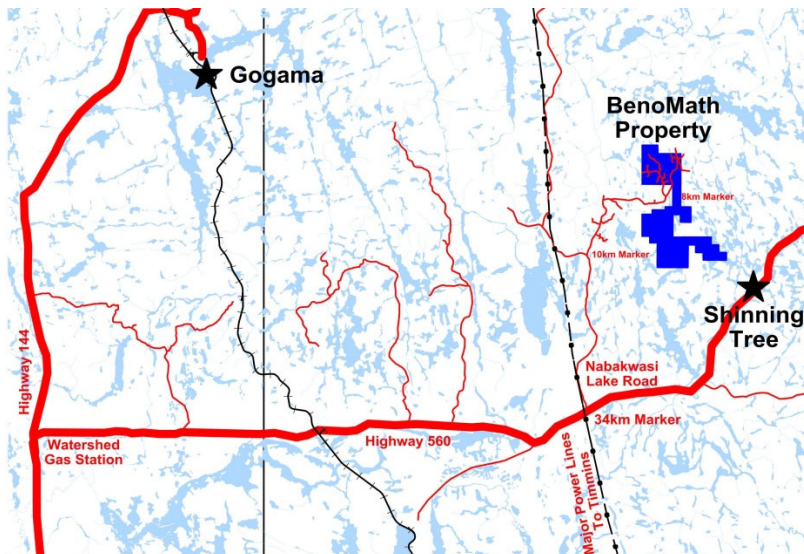 Gogama
BenoMath
Property
8km Marker
10km Marker
Shinning
Tree
Highway 144
Nabakwasi
Lake Road
34km Marker
Watershed
Gas Station
Highway 560
Major Power Lines
To Timmins